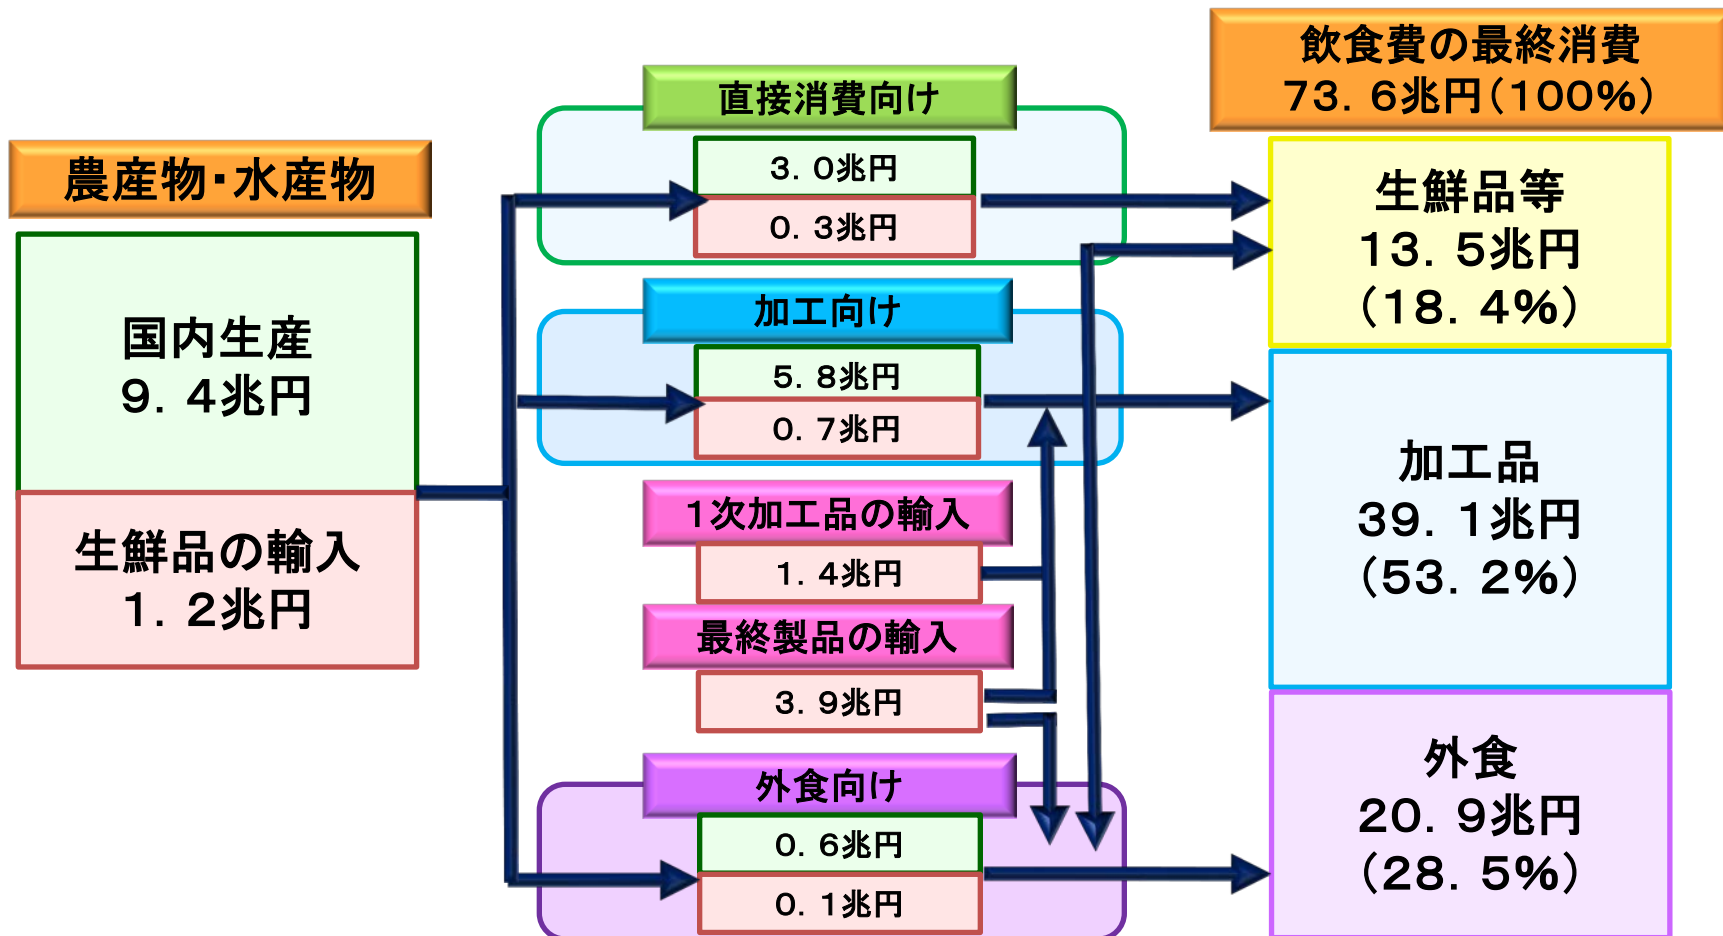 農産物・水産物
国内生産
９．４兆円
生鮮品の輸入
１．２兆円
直接消費向け
３．０兆円
０．３兆円
加工向け
５．８兆円
０．７兆円
１次加工品の輸入
１．４兆円
最終製品の輸入
３．９兆円
外食向け
０．６兆円
０．１兆円
飲食費の最終消費
７３．６兆円（１００％）
生鮮品等
１３．５兆円
（１８．４％）
加工品
３９．１兆円
（５３．２％）
外食
２０．９兆円
（２８．５％）